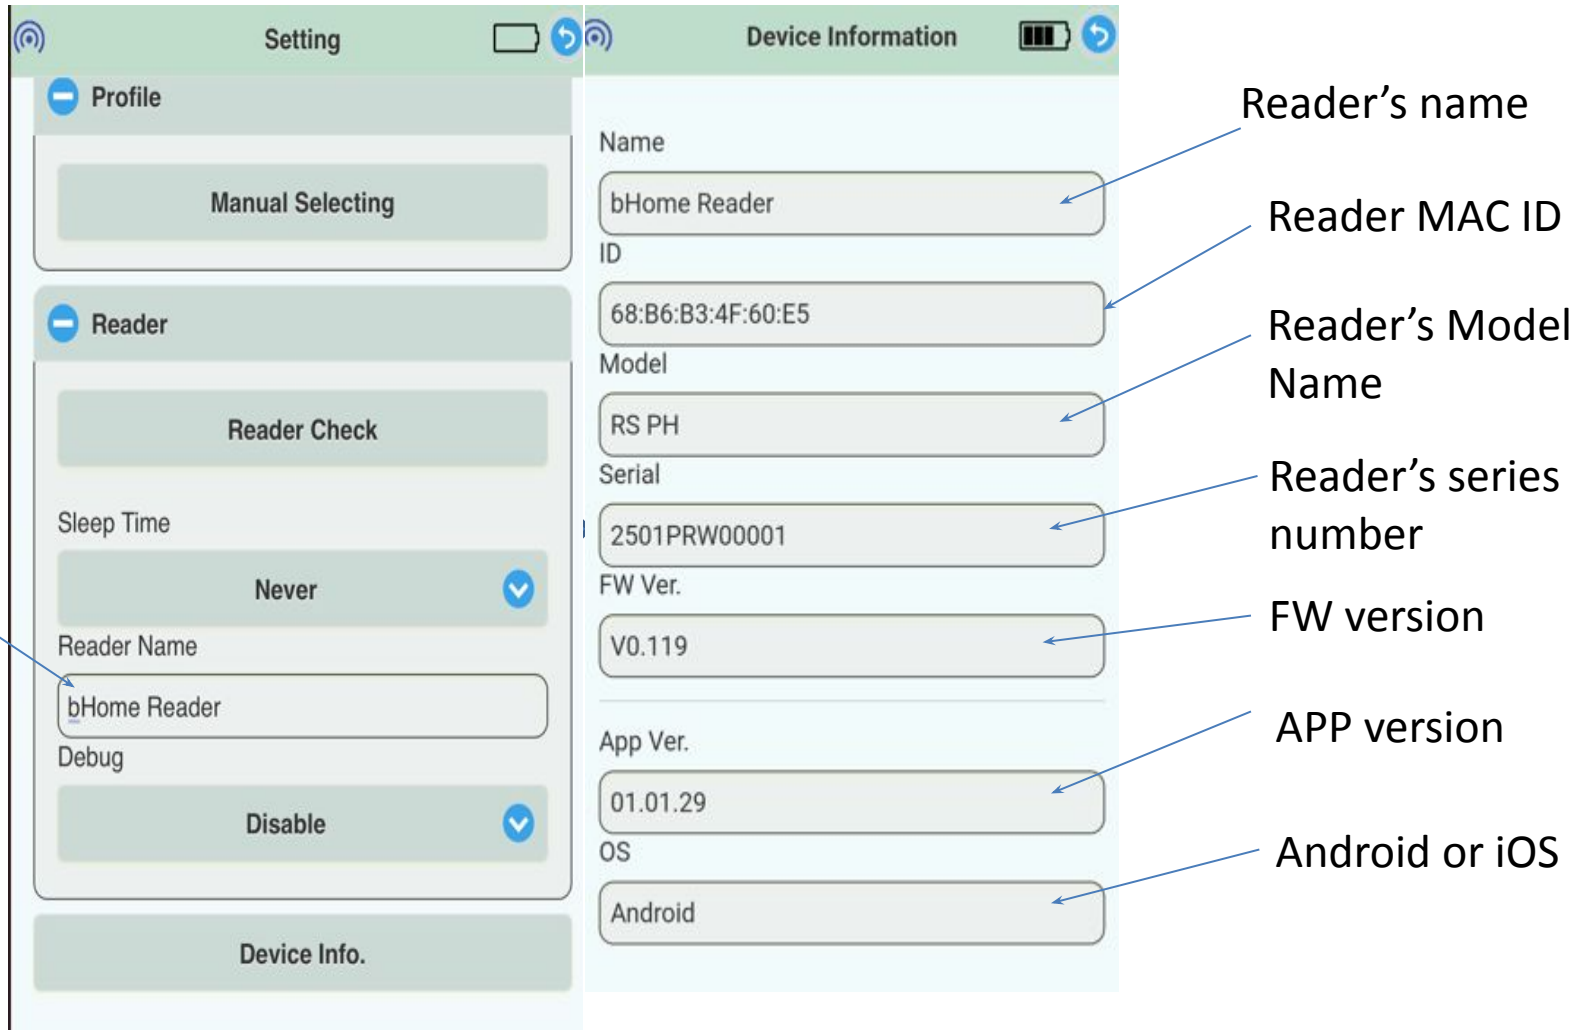 Setting
Profile
Manual Selecting
Reader
Reader Check
Sleep Time
Never
Reader Name
bHome Reader
Debug
Disable
Device Info.
Device Information
Name
bHome Reader
ID
68:B6:B3:4F:60:E5
Model
RS PH
Serial
2501PRW00001
FW Ver.
V0.119
App Ver.
01.01.29
OS
Android
Reader’s name
Reader MAC ID
Reader’s Model
Name
Reader’s series
number
FW version
APP version
Android or iOS